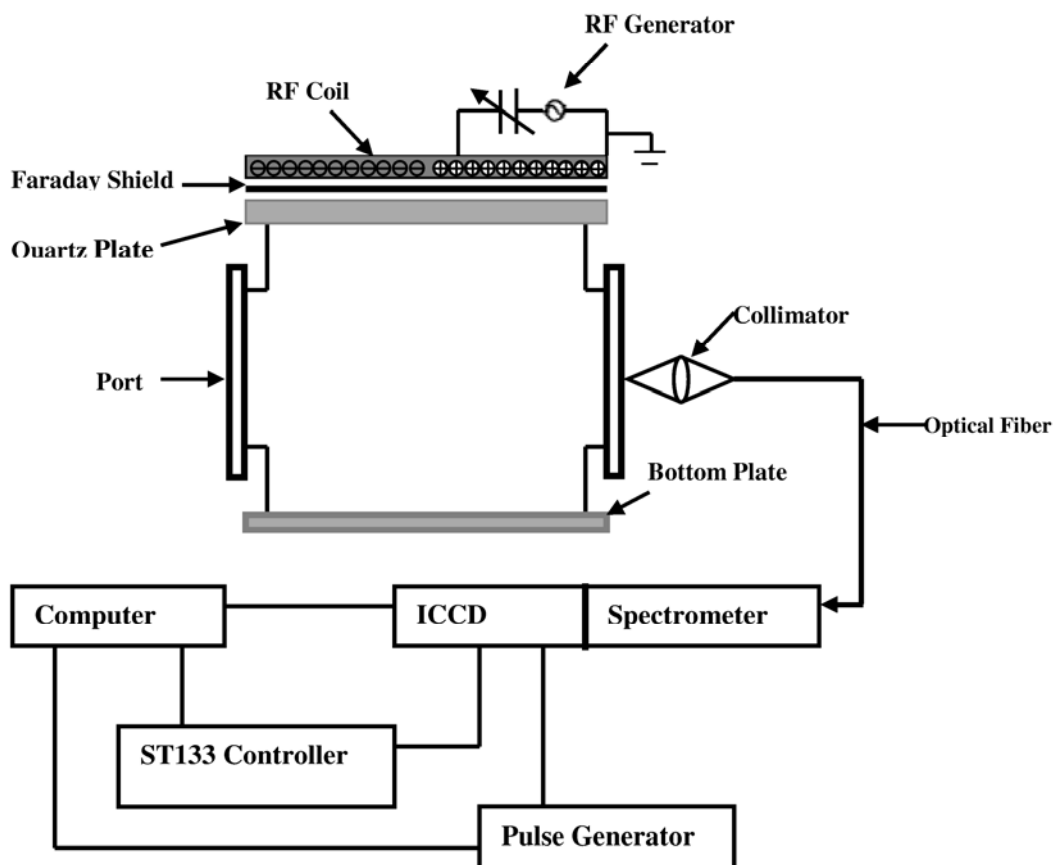 RF Generator
RF Coil
Faraday Shield
Quartz Plate
Collimator
Port
Optical Fiber
Bottom Plate
Computer
ICCD
Spectrometer
ST133 Controller
Pulse Generator